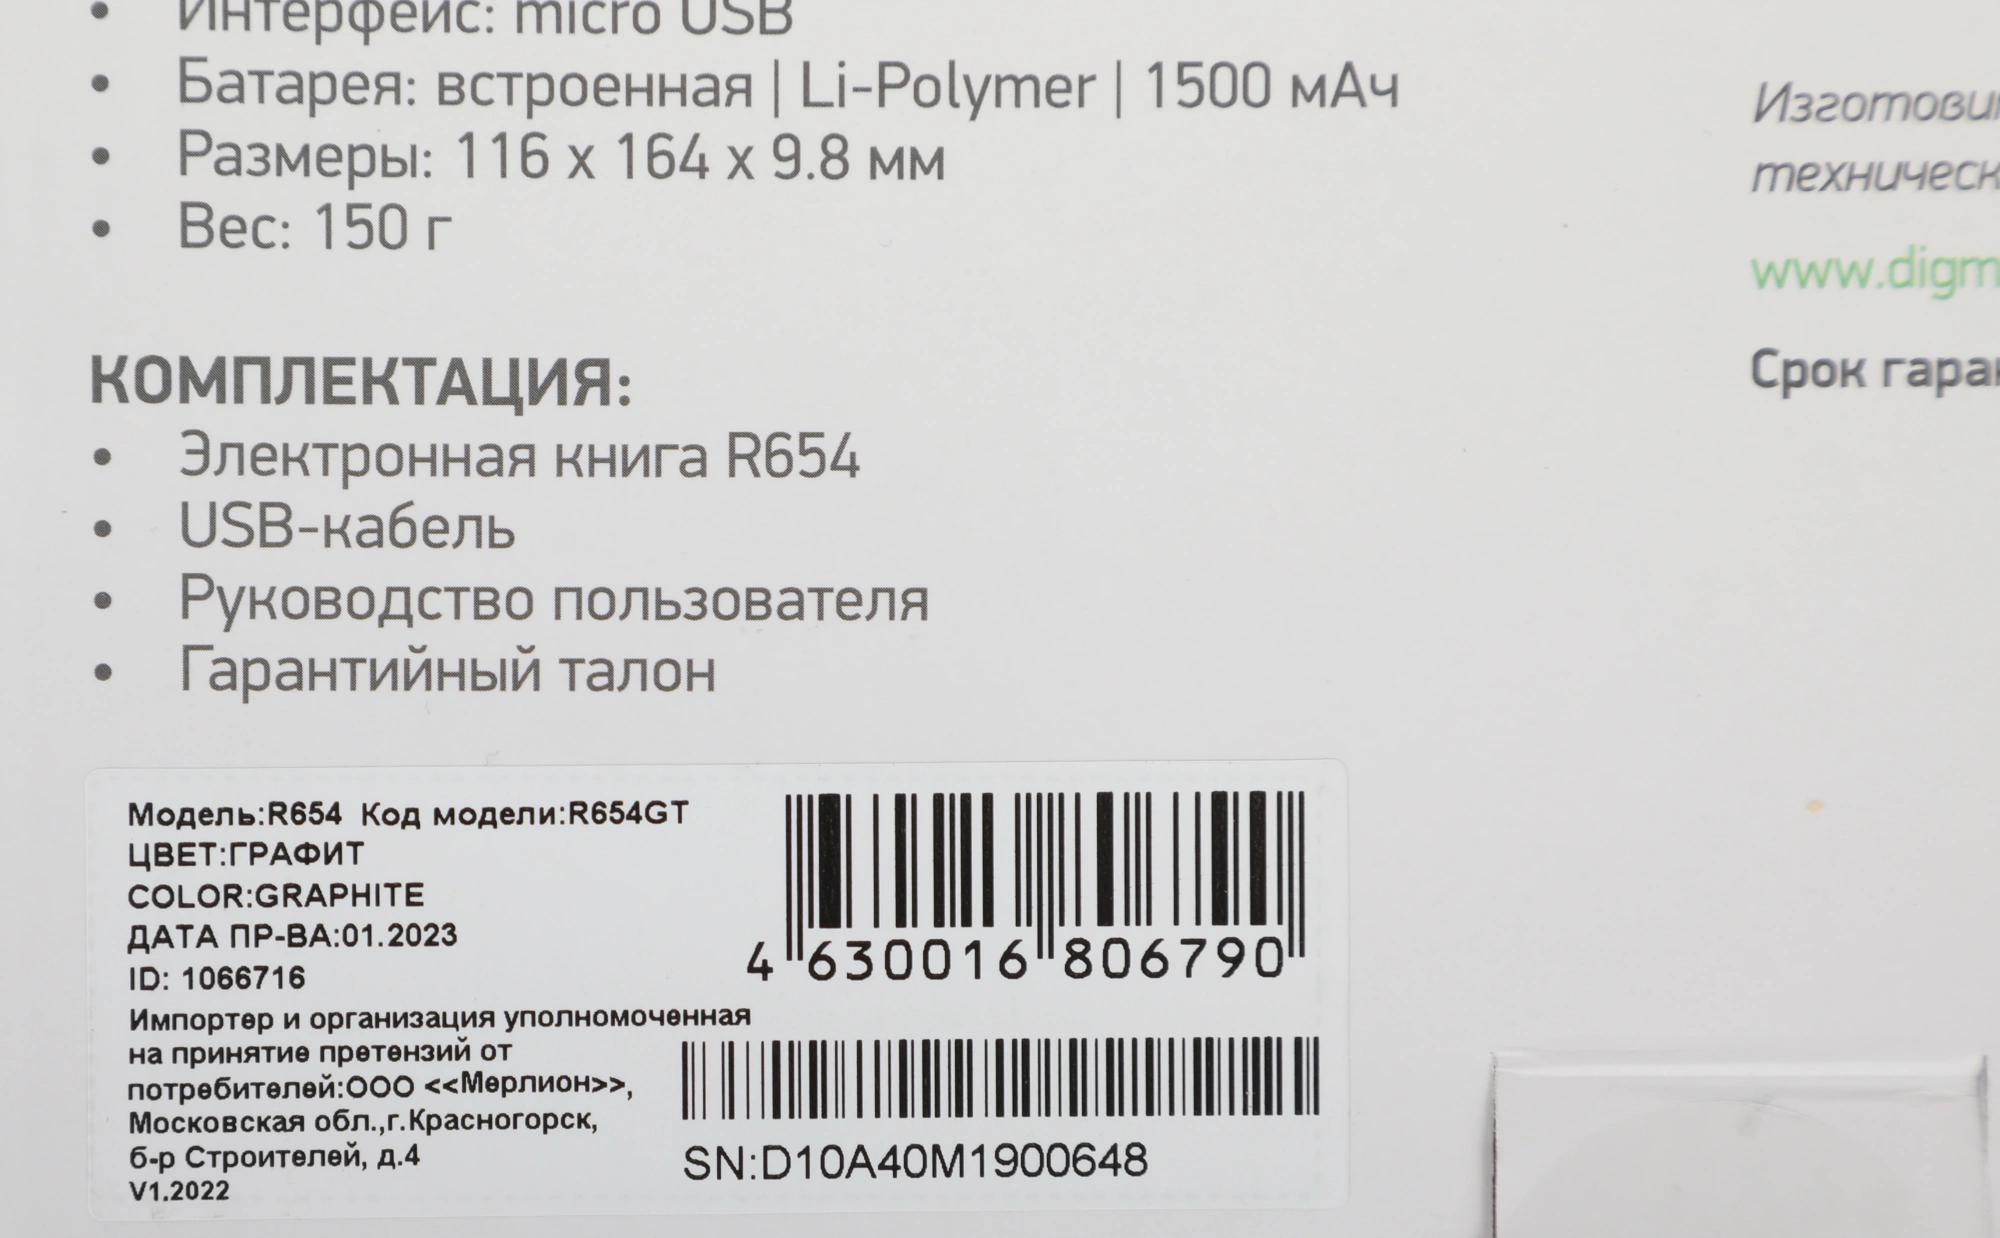 Интерфейс: micro USB
• Батарея: встроенная | Li-Polymer | 1500 мАч
• Размеры: 116 x 164 x 9.8 мм
• Вес: 150 г
КОМПЛЕКТАЦИЯ:
• Электронная книга R654
• USB-кабель
• Руководство пользователя
• Гарантийный талон
Модель:R654 Код модели:R654GT
ЦВЕТ:ГРАФИТ
COLOR:GRAPHITE
ДАТА ПР-ВА:01.2023
ID: 1066716
Импортер и организация уполномоченная
на принятие претензий от
потребителей:ООО <<Мерлион>>,
Московская обл.,г.Красногорск,
б-р Строителей, д.4
V1.2022
4 630016 806790
SN:D10A40M1900648
www.digm
Срок